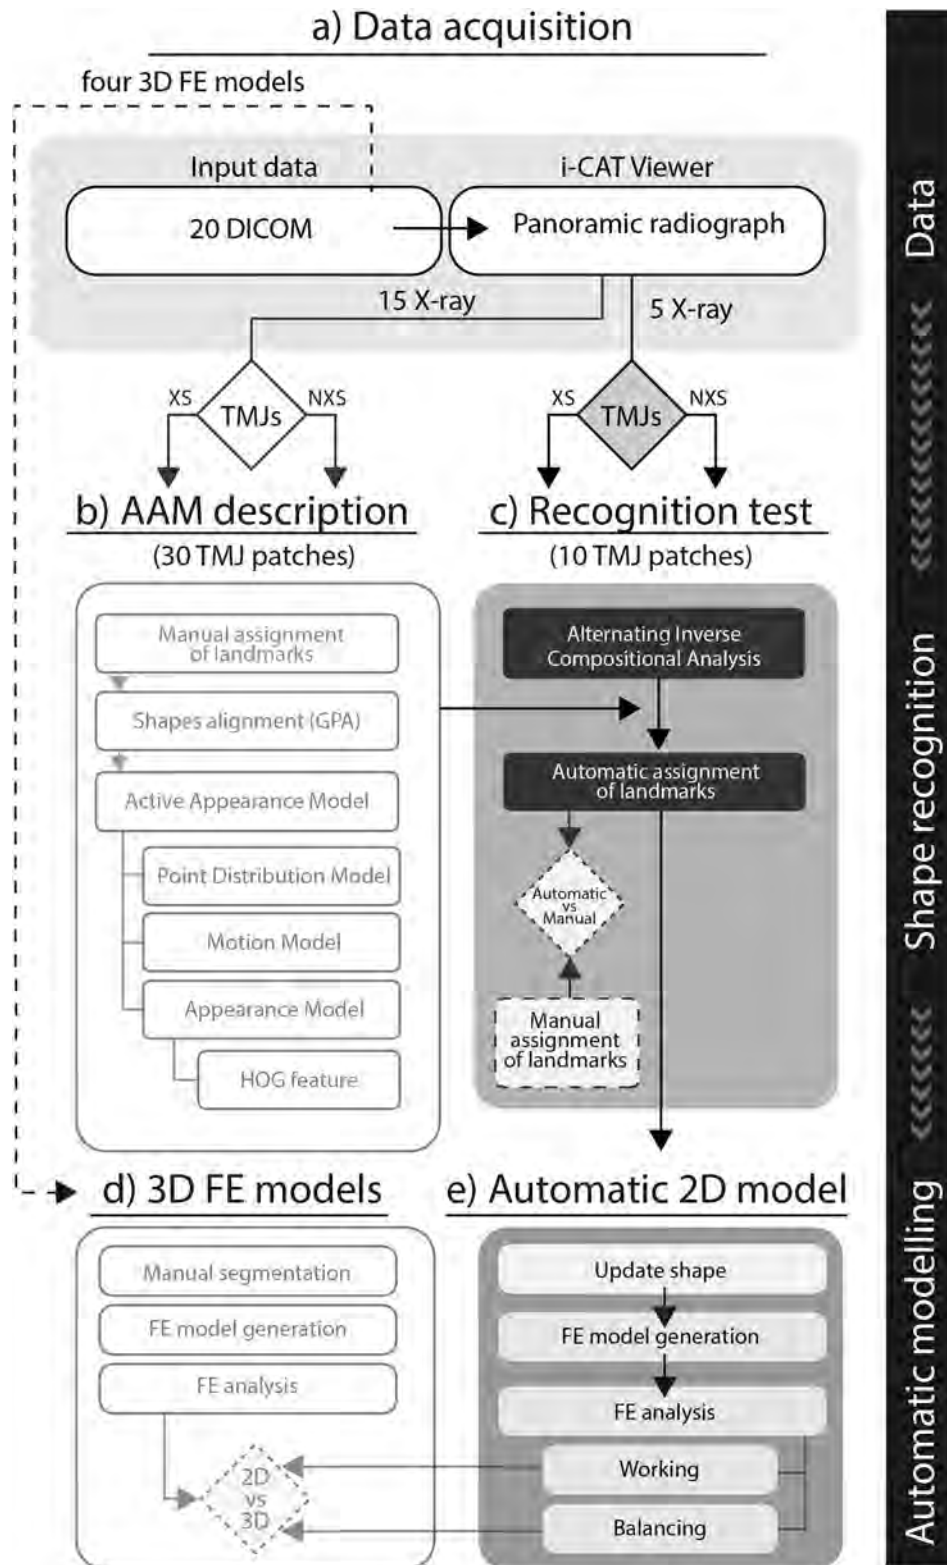 a) Data acquisition
four 3D FE models
Input data
i-CAT Viewer
20 DICOM
Panoramic radiograph
15 X-ray
5 X-ray
XS
TMJs
NXS
XS
TMJs
NXS
b) AAM description
(30 TMJ patches)
c) Recognition test
(10 TMJ patches)
Manual assignment
of landmarks
Shapes alignment (GPA)
Active Appearance Model
Point Distribution Model
Motion Model
Appearance Model
HOG feature
Alternating Inverse
Compositional Analysis
Automatic assignment
of landmarks
Automatic
vs
Manual
Manual
assignment
of landmarks
d) 3D FE models
Manual segmentation
FE model generation
FE analysis
2D
vs
3D
e) Automatic 2D model
Update shape
FE model generation
FE analysis
Working
Balancing
Data
Shape recognition
Automatic modelling